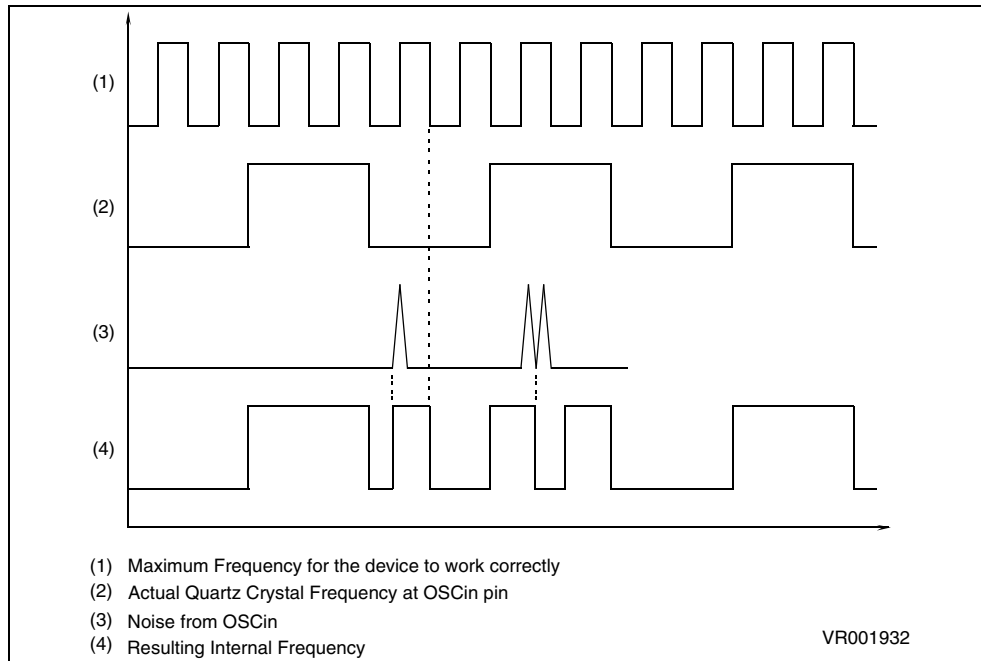 (1)
(2)
(3)
(4)
(1) Maximum Frequency for the device to work correctly
(2) Actual Quartz Crystal Frequency at OSCin pin
(3) Noise from OSCin
(4) Resulting Internal Frequency
VR001932